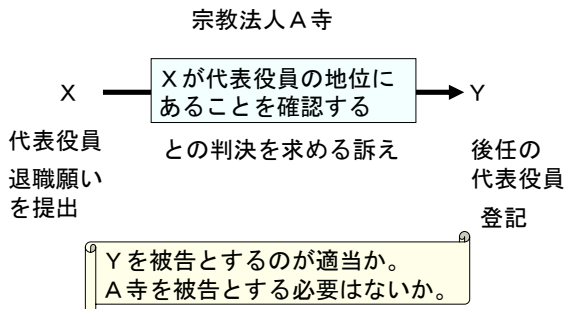 宗教法人A寺
Xが代表役員の地位に
あることを確認する
X
Y
代表役員
との判決を求める訴え
後任の
代表役員
退職願い
を提出
登記
Yを被告とするのが適当か。
A寺を被告とする必要はないか。